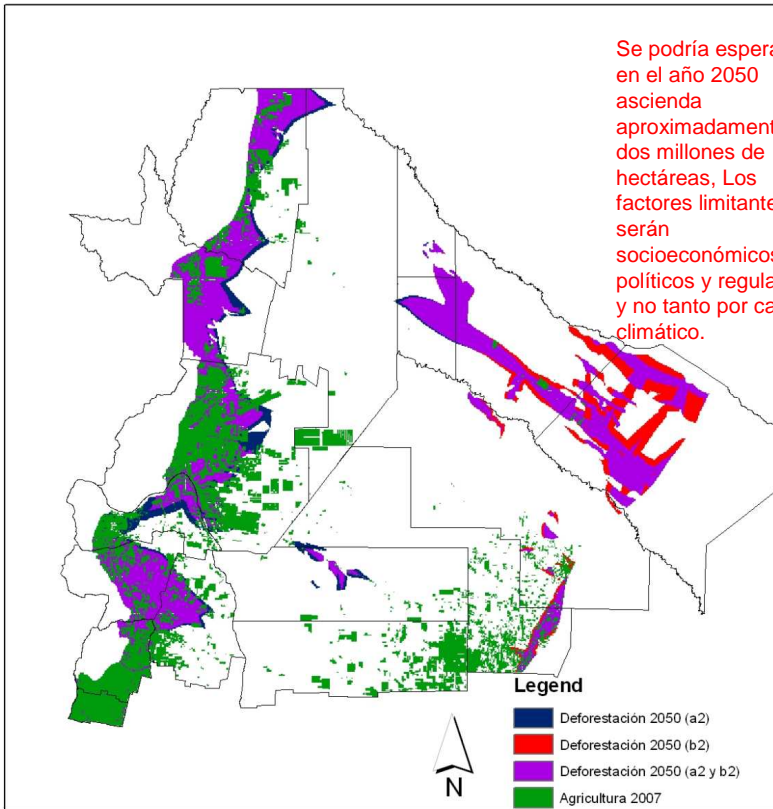 Se podría espera
en el año 2050
ascienda
aproximadament
dos millones de
hectáreas, Los
factores limitante
serán
socioeconómicos
políticos y regula
y no tanto por ca
climático.
Legend
Deforestación 2050 (a2)
Deforestación 2050 (b2)
Deforestación 2050 (a2 y b2)
Agricultura 2007
N